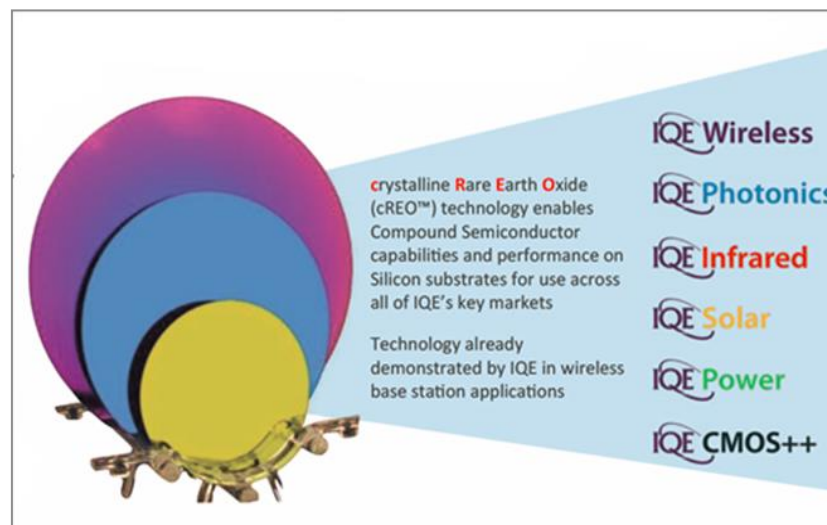 crystalline Rare Earth Oxide
(cREO™) technology enables
Compound Semiconductor
capabilities and performance on
Silicon substrates for use across
all of IQE's key markets
Technology already
demonstrated by IQE in wireless
base station applications
IQE Wireless
IQE Photonics
IQE Infrared
IQE Solar
IQE Power
IQE CMOS++